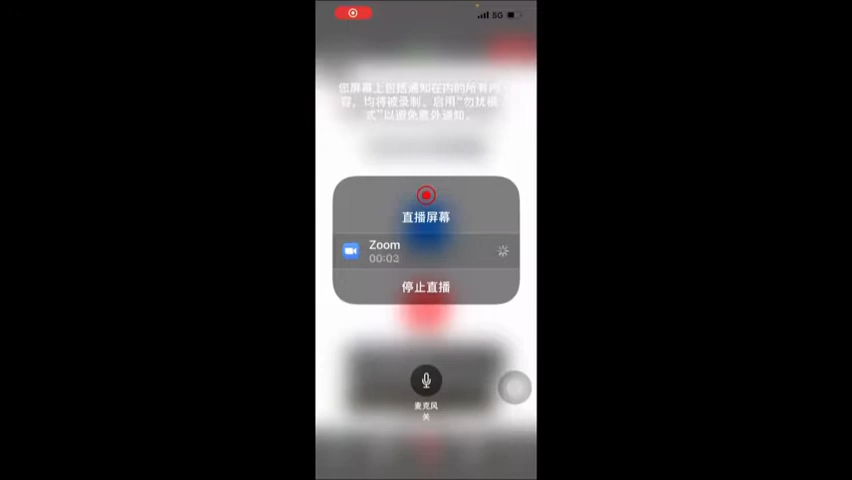 5G
您屏幕上包括通知在内的所有内
容，均将被录制。启用“勿扰模
式”以避免意外通知。
直播屏幕
Zoom
00:03
停止直播
麦克风
关